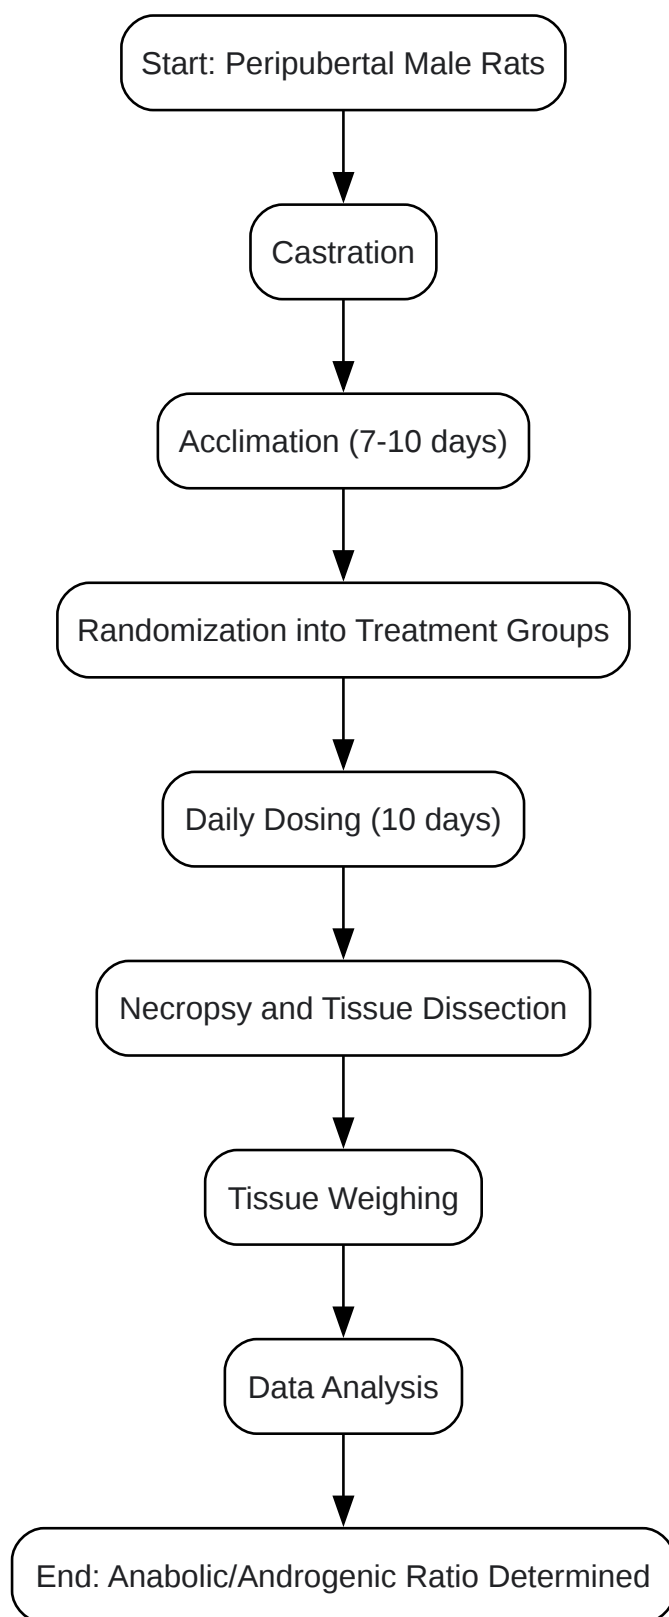 Start: Peripubertal Male Rats
Castration
Acclimation (7-10 days)
Randomization into Treatment Groups
Daily Dosing (10 days)
Necropsy and Tissue Dissection
Tissue Weighing
Data Analysis
End: Anabolic/Androgenic Ratio Determined